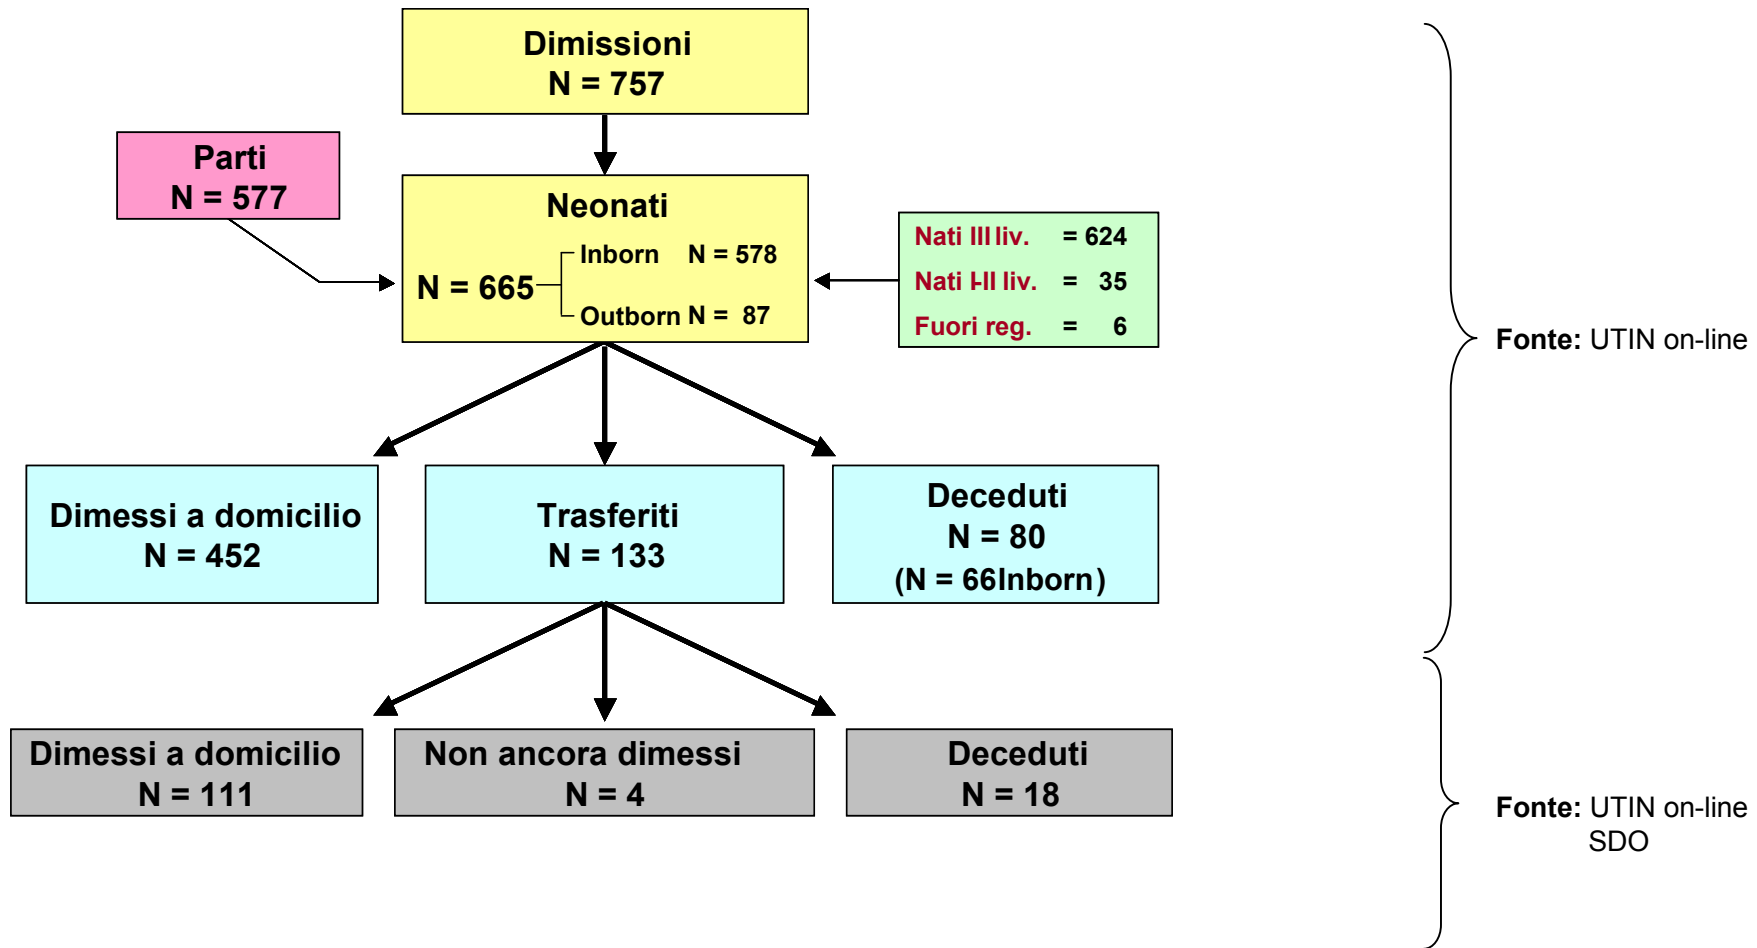 Dimissioni
N = 757
Parti
N = 577
Neonati
Inborn N = 578
N = 665
Outborn N = 87
Nati III liv. = 624
Nati I-II liv. = 35
Fuori reg. = 6
Fonte: UTIN on-line
Dimessi a domicilio
N = 452
Trasferiti
N = 133
Deceduti
N = 80
(N = 66Inborn)
Dimessi a domicilio
N = 111
Non ancora dimessi
N = 4
Deceduti
N = 18
Fonte: UTIN on-line
SDO